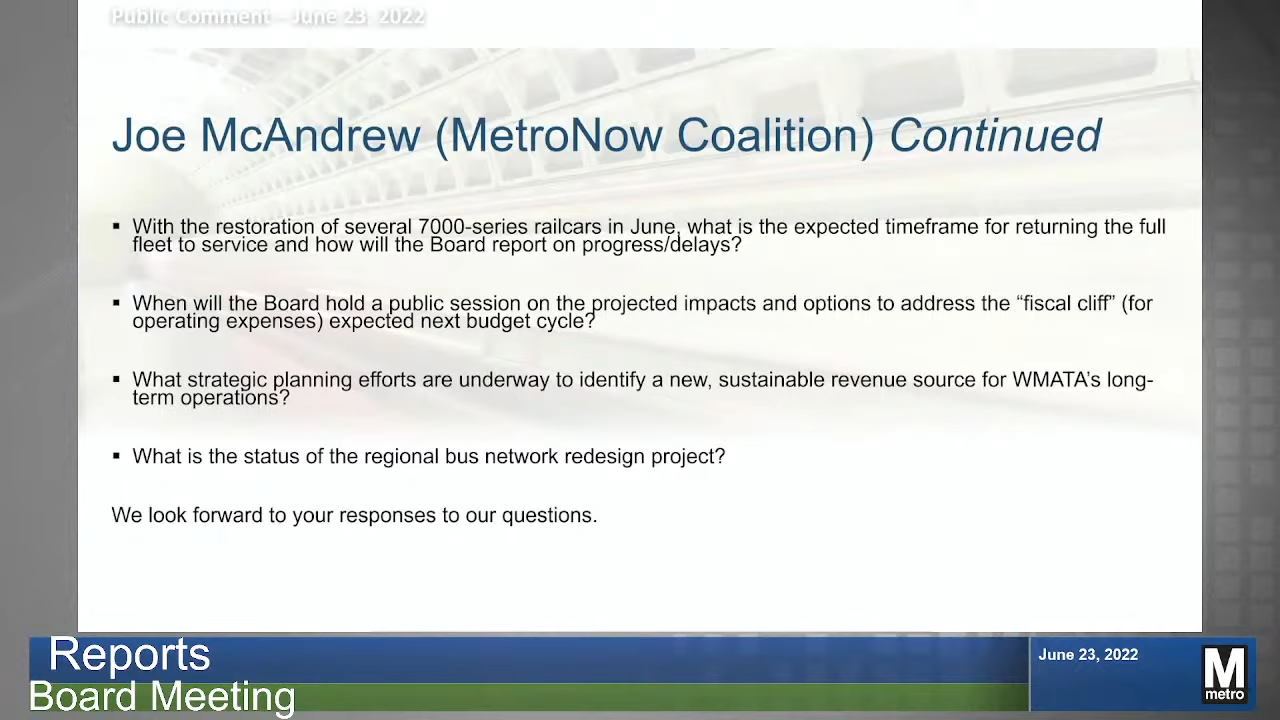 Public Comment – June 23, 2022
Joe McAndrew (MetroNow Coalition) Continued
▪ With the restoration of several 7000-series railcars in June, what is the expected timeframe for returning the full
fleet to service and how will the Board report on progress/delays?
▪ When will the Board hold a public session on the projected impacts and options to address the “fiscal cliff” (for
operating expenses) expected next budget cycle?
▪ What strategic planning efforts are underway to identify a new, sustainable revenue source for WMATA’s long-
term operations?
▪ What is the status of the regional bus network redesign project?
We look forward to your responses to our questions.
Reports
Board Meeting
June 23, 2022
M
metro